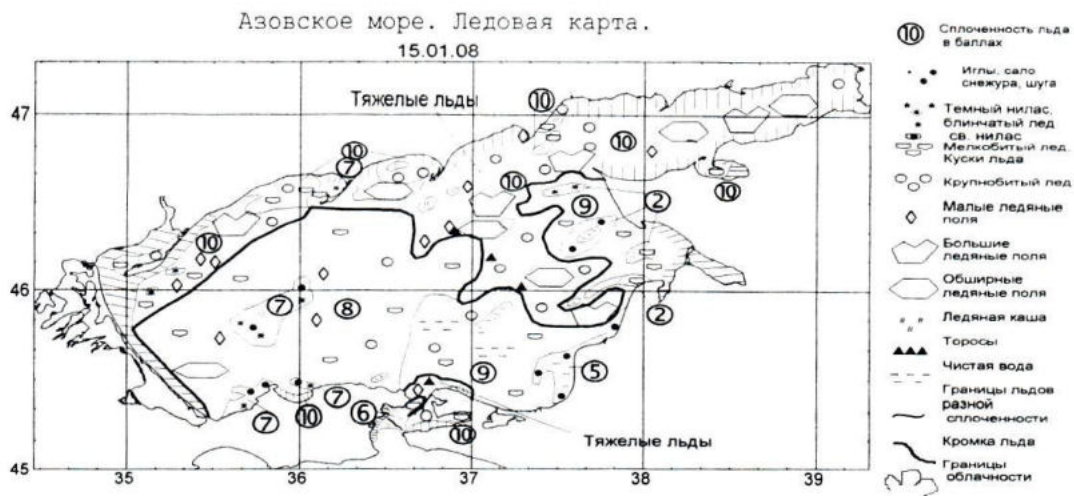 Азовское море. Ледовая карта.
15.01.08
Тяжелые льды
47
46
45
35
36
37
38
39
10
10
7
10
10
10
10
9
2
2
7
8
9
5
7
10
7
6
10
Тяжелые льды
10 Сплоченность льда
в баллах
Иглы, сало
снежура, шуга
Темный нилас,
блинчатый лед
св. нилас
Мелкобитый лед.
Куски льда
Крупнобитый лед
Малые ледяные
поля
Большие
ледяные поля
Обширные
ледяные поля
Ледяная каша
Торосы
Чистая вода
Границы льдов
разной
сплоченности
Кромка льда
Границы
облачности